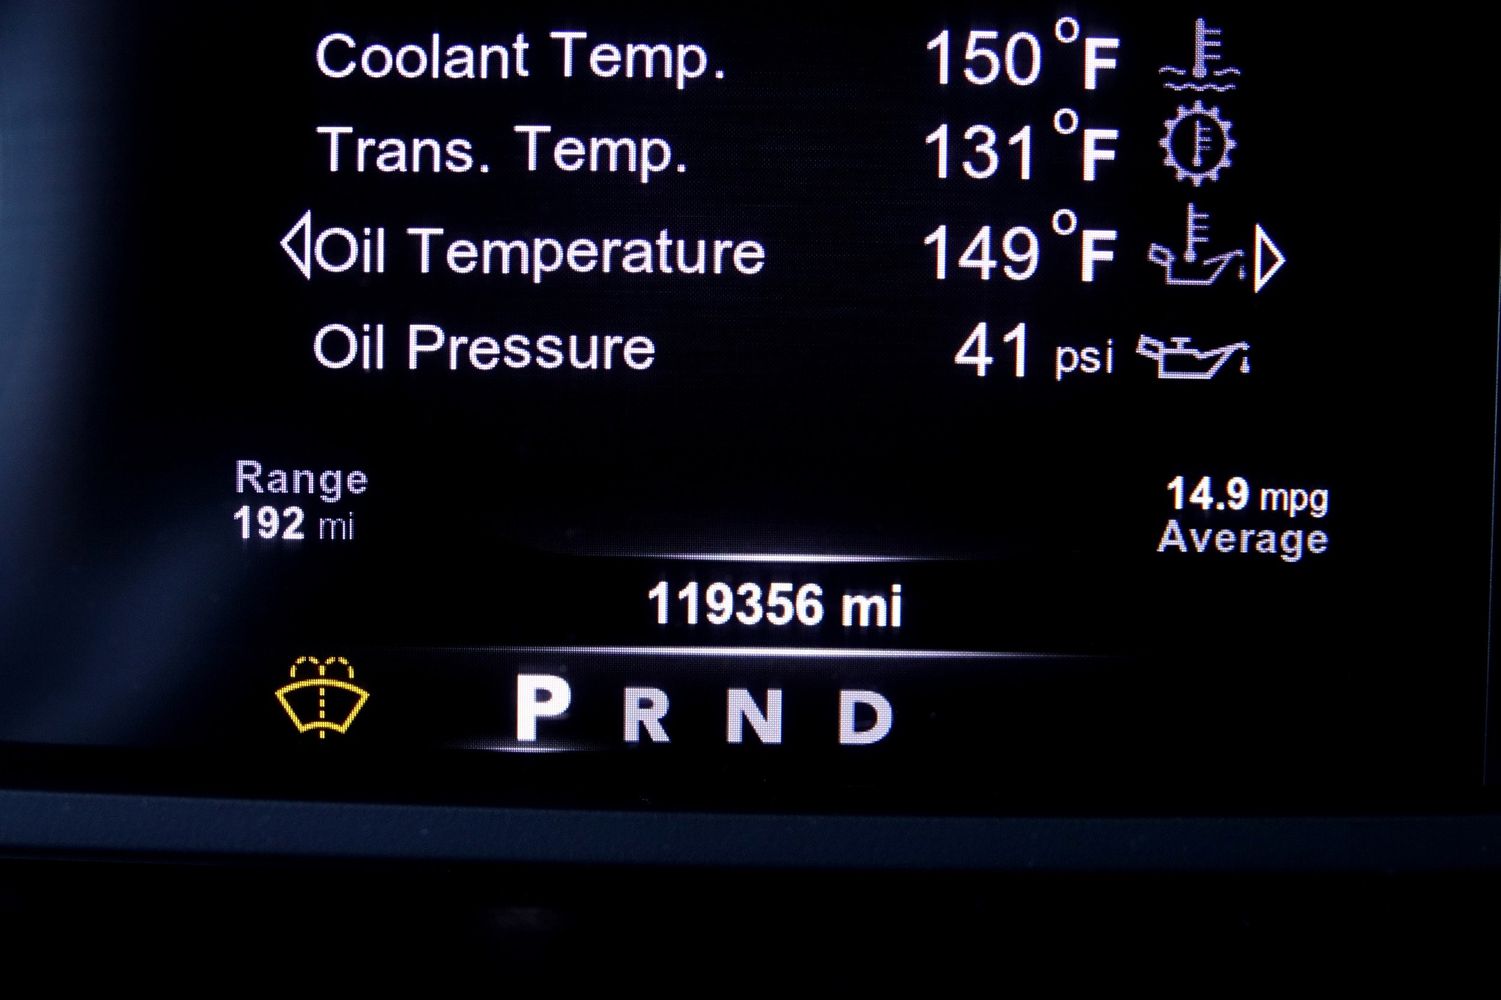 Coolant Temp. 150°F
Trans. Temp. 131°F
Oil Temperature 149°F
Oil Pressure 41 psi
Range
192 mi
14.9 mpg
Average
119356 mi
P R N D